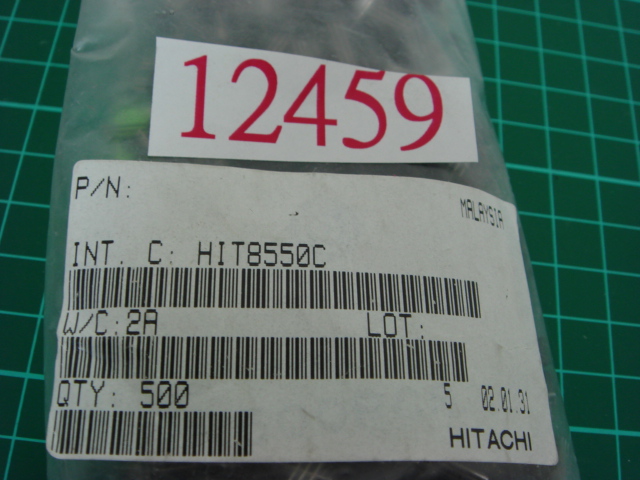 12459
P/N:
MALAYSIA
INT. C: HIT8550C
W/C:2A LOT:
QTY: 500 5 02.01.31
HITACHI